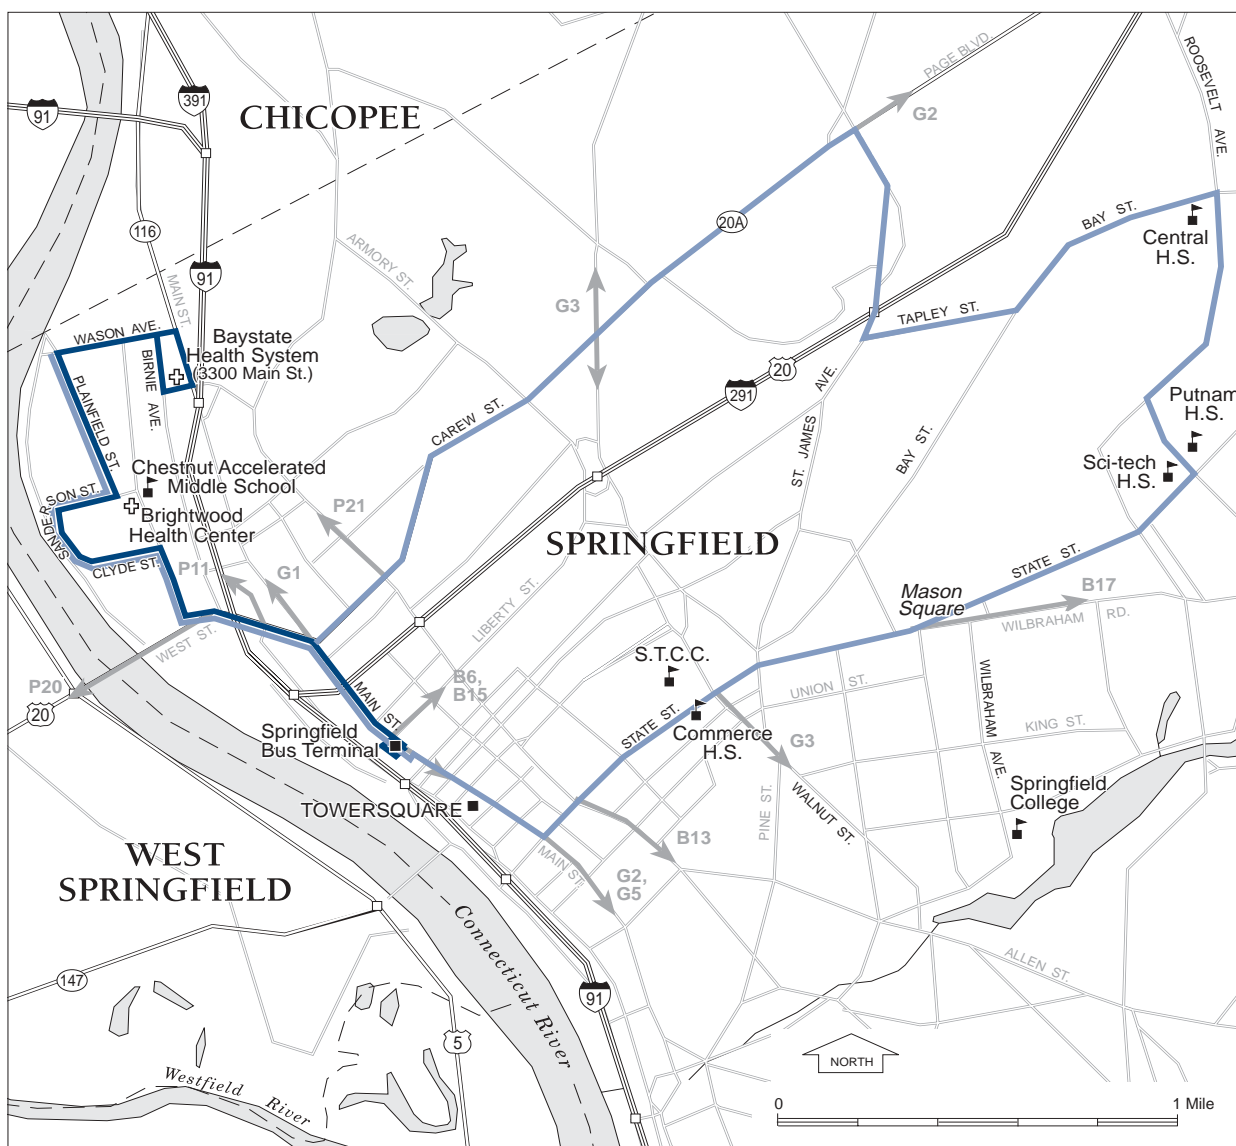 PAGE BLVD.
ROOSEVELT AVE.
391
91
CHICOPEE
G2
20A
BAY ST.
Central
H.S.
116
ARMORY ST.
MAIN ST.
91
G3
TAPLEY ST.
WASON AVE.
Baystate
Health System
(3300 Main St.)
BIRNIE AVE.
PLAINFIELD ST.
20
291
ST. JAMES AVE.
Putnam
H.S.
CAREW ST.
BAY ST.
Sci-tech
H.S.
Chestnut Accelerated
Middle School
SANDERSON ST.
Brightwood
Health Center
P21
SPRINGFIELD
CLYDE ST.
P11
G1
LIBERTY ST.
STATE ST.
Mason
Square
B17
WILBRAHAM RD.
WEST ST.
S.T.C.C.
P20
20
B6,
B15
MAIN ST.
UNION ST.
WILBRAHAM AVE.
KING ST.
Springfield
Bus Terminal
STATE ST.
Commerce
H.S.
G3
TOWERSQUARE
PINE ST.
WALNUT ST.
Springfield
College
B13
MAIN ST.
G2,
G5
WEST
SPRINGFIELD
Connecticut River
ALLEN ST.
147
91
5
NORTH
Westfield River
0
1 Mile